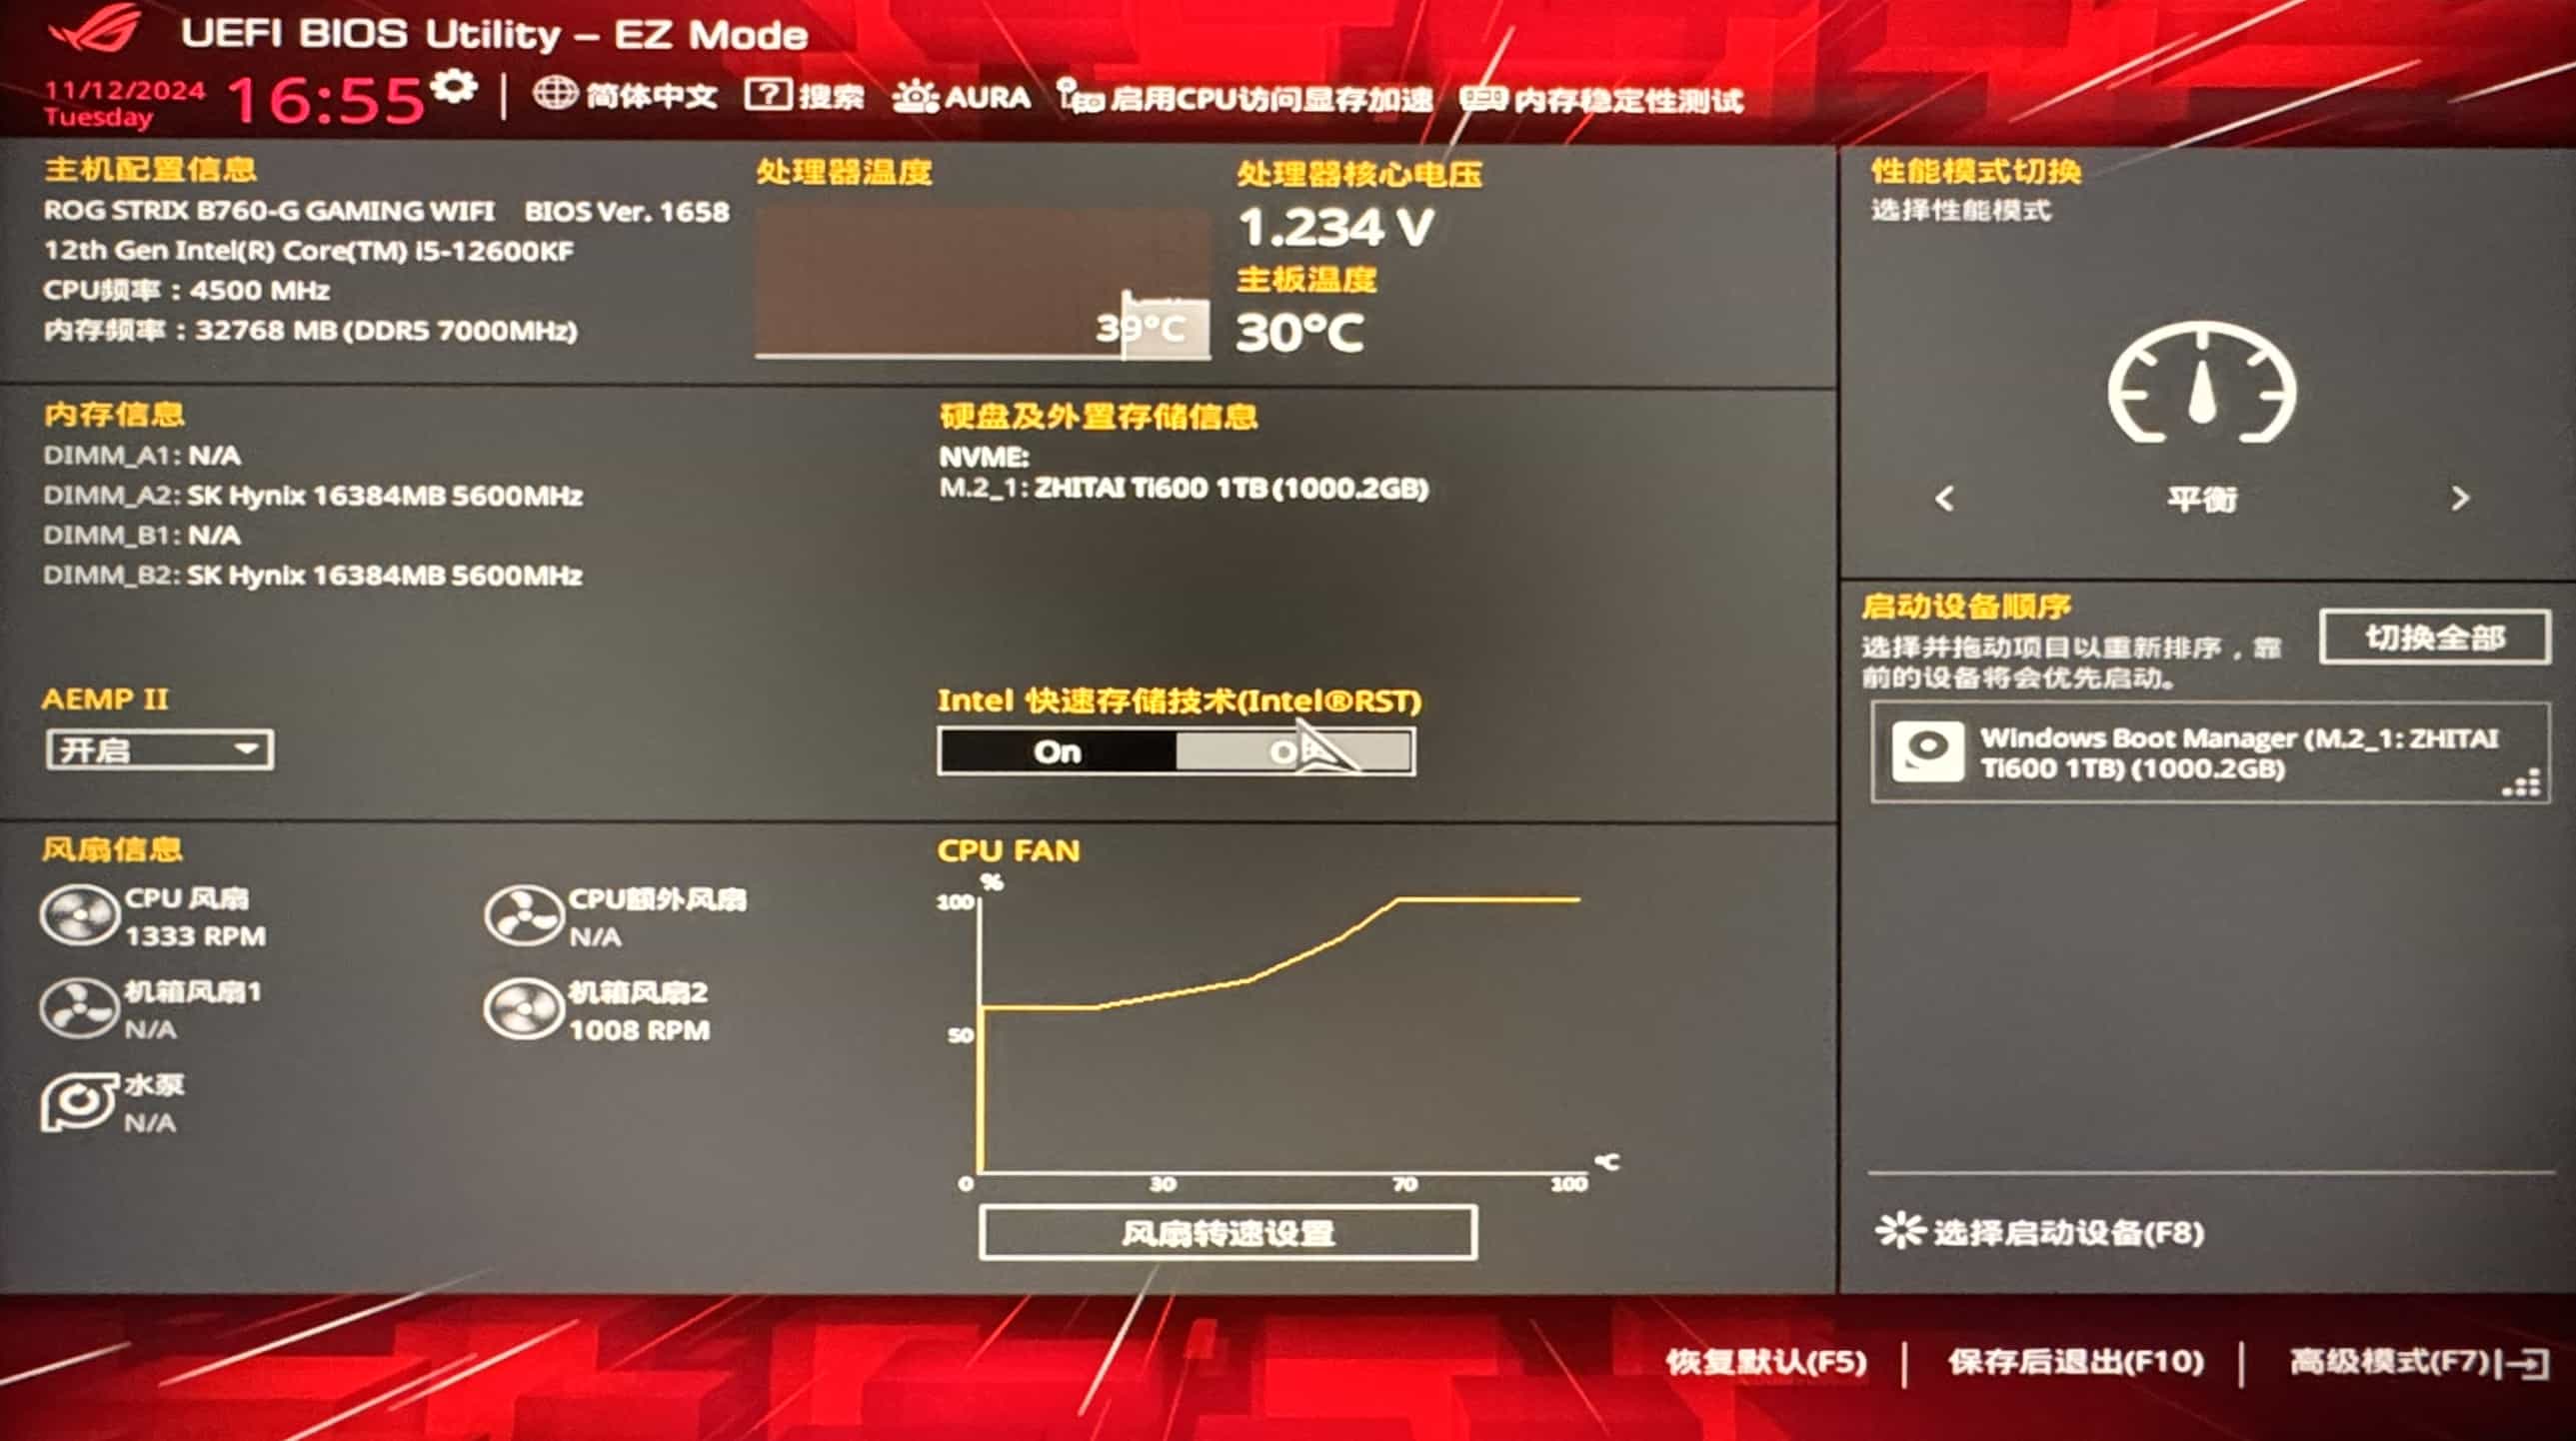 UEFI BIOS Utility – EZ Mode
11/12/2024
Tuesday
16:55
简体中文
搜索
AURA
启用CPU访问显存加速
内存稳定性测试
主机配置信息
ROG STRIX B760-G GAMING WIFI BIOS Ver. 1658
12th Gen Intel(R) Core(TM) i5-12600KF
CPU频率：4500 MHz
内存频率：32768 MB (DDR5 7000MHz)
处理器温度
39°C
处理器核心电压
1.234 V
主板温度
30°C
内存信息
DIMM_A1: N/A
DIMM_A2: SK Hynix 16384MB 5600MHz
DIMM_B1: N/A
DIMM_B2: SK Hynix 16384MB 5600MHz
硬盘及外置存储信息
NVME:
M.2_1: ZHITAI Ti600 1TB (1000.2GB)
AEMP II
开启
Intel 快速存储技术(Intel®RST)
On
风扇信息
CPU 风扇
1333 RPM
CPU额外风扇
N/A
机箱风扇1
N/A
机箱风扇2
1008 RPM
水泵
N/A
CPU FAN
%
100
50
0
30
70
100
°C
风扇转速设置
性能模式切换
选择性能模式
平衡
启动设备顺序
选择并拖动项目以重新排序，靠
前的设备将会优先启动。
切换全部
Windows Boot Manager (M.2_1: ZHITAI
Ti600 1TB) (1000.2GB)
选择启动设备(F8)
恢复默认(F5)
保存后退出(F10)
高级模式(F7)